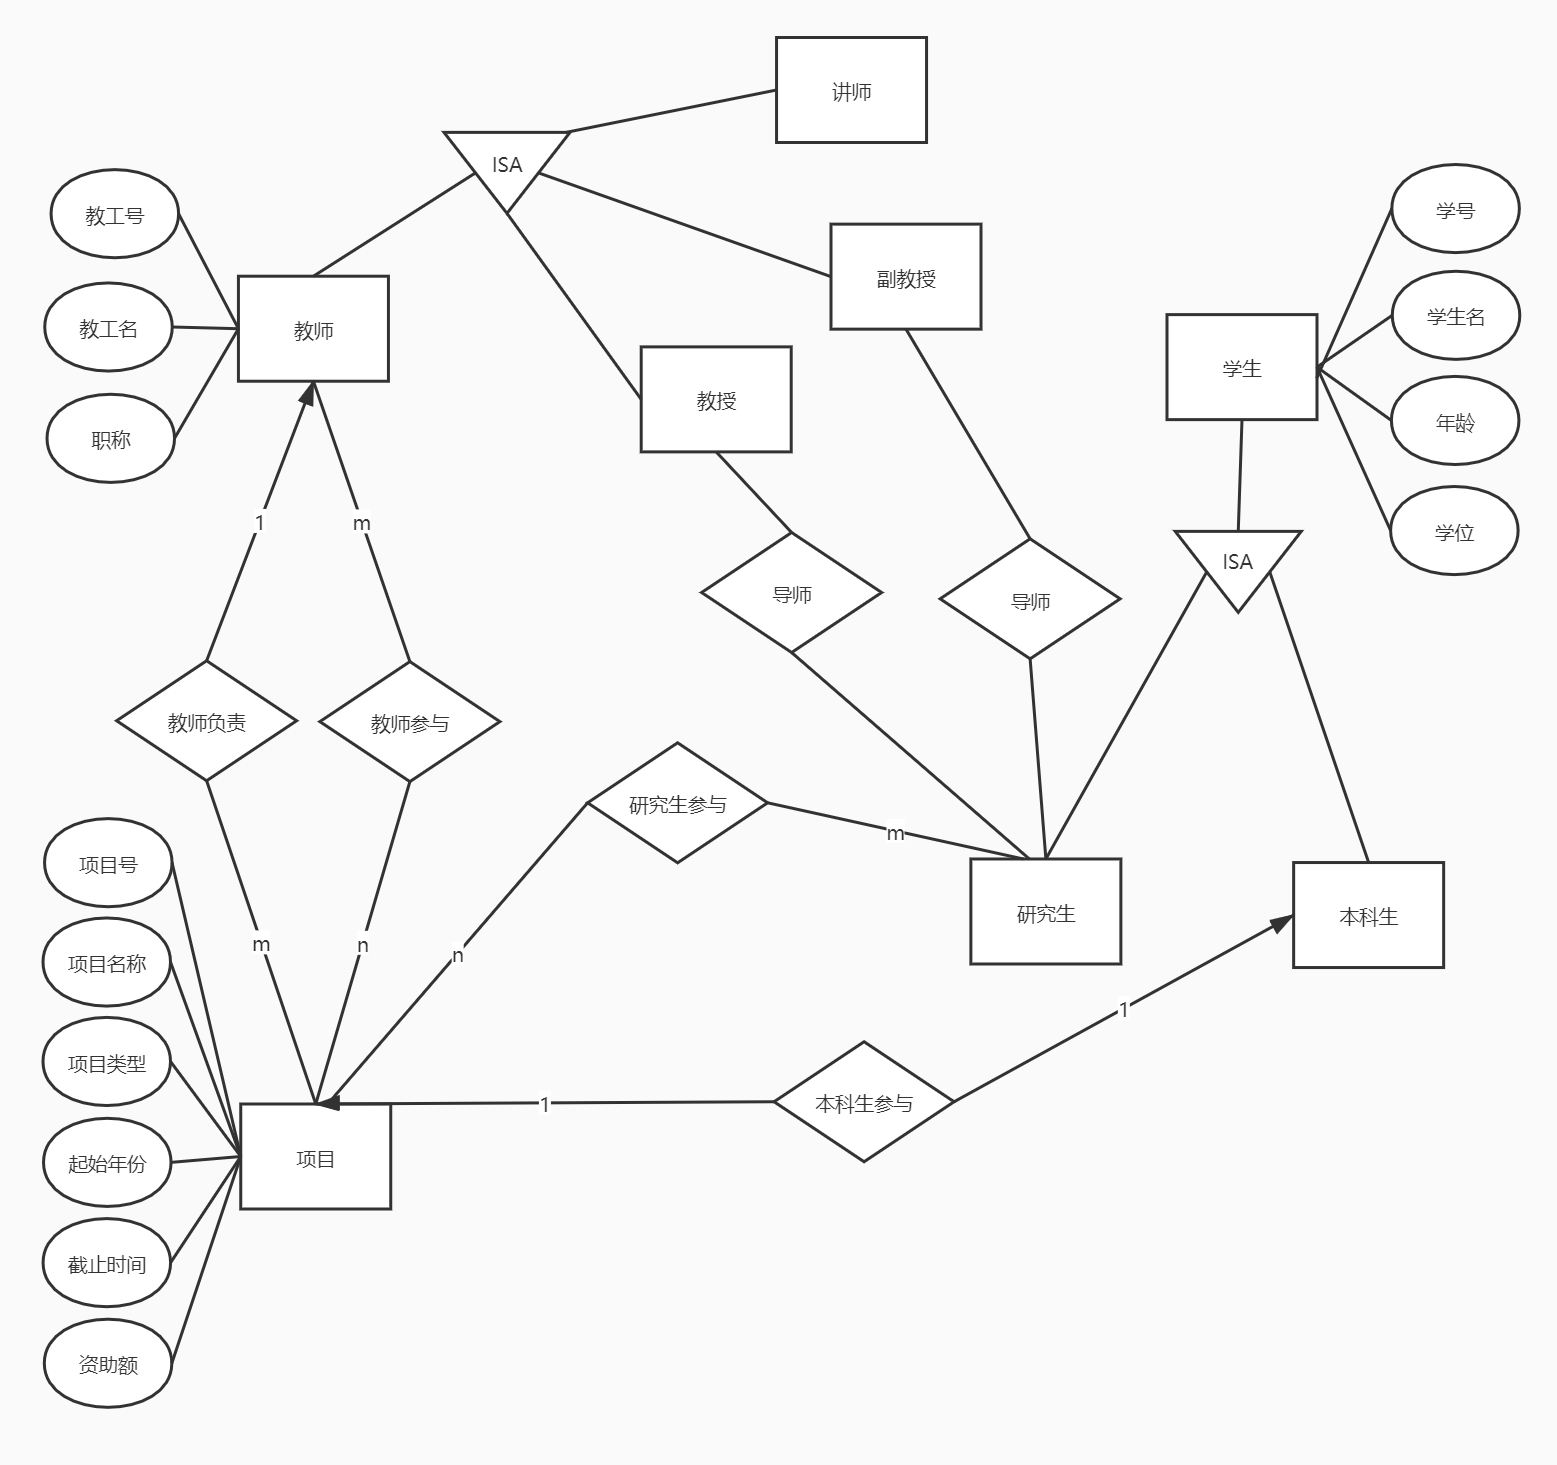 讲师
ISA
教工号
学号
副教授
教工名
教师
学生名
学生
教授
年龄
职称
1
m
学位
ISA
导师
导师
教师负责
教师参与
研究生参与
m
项目号
研究生
本科生
m
n
n
项目名称
1
项目类型
1
本科生参与
起始年份
项目
截止时间
资助额